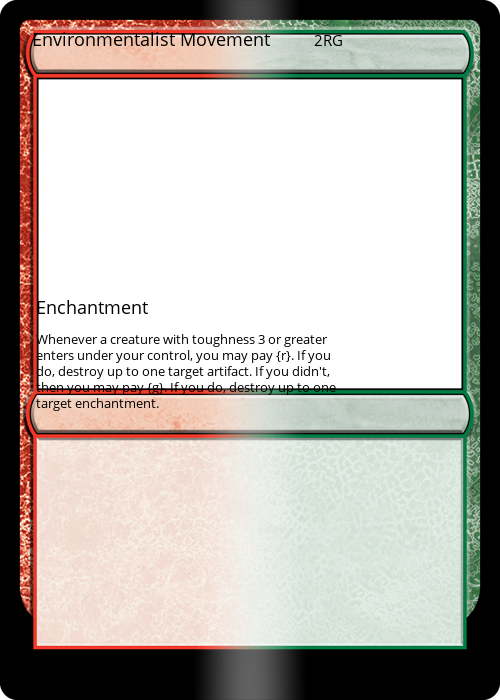 Environmentalist Movement 2RG
Enchantment
Whenever a creature with toughness 3 or greater
enters under your control, you may pay {r}. If you
do, destroy up to one target artifact. If you didn't,
then you may pay {g}. If you do, destroy up to one
target enchantment.